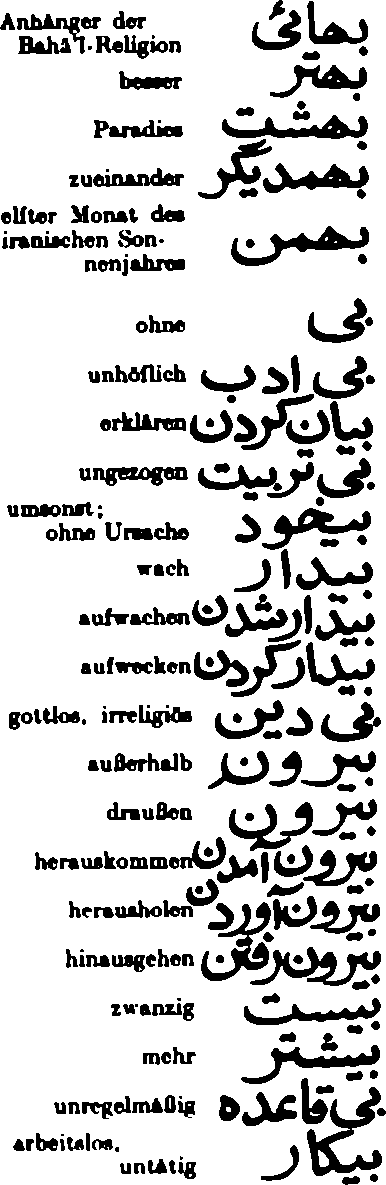 Anhänger der بهائی
Bahā'ī-Religion
besser بهتر
Paradies بهشت
zueinander بهمدیگر
elfter Monat des
iranischen Son- بهمن
nenjahres
ohne بی
unhöflich بی ادب
erklären بیان کردن
ungezogen بی تربیت
umsonst; بیخود
ohne Ursache
wach بیدار
aufwachen بیدار شدن
aufwecken بیدار کردن
gottlos, irreligiös بی دین
außerhalb بیرون
draußen بیرون
herauskommen بیرون آمدن
herausholen بیرون آوردن
hinausgehen بیرون رفتن
zwanzig بیست
mehr بیشتر
unregelmäßig بی قاعده
arbeitslos, بیکار
untätig